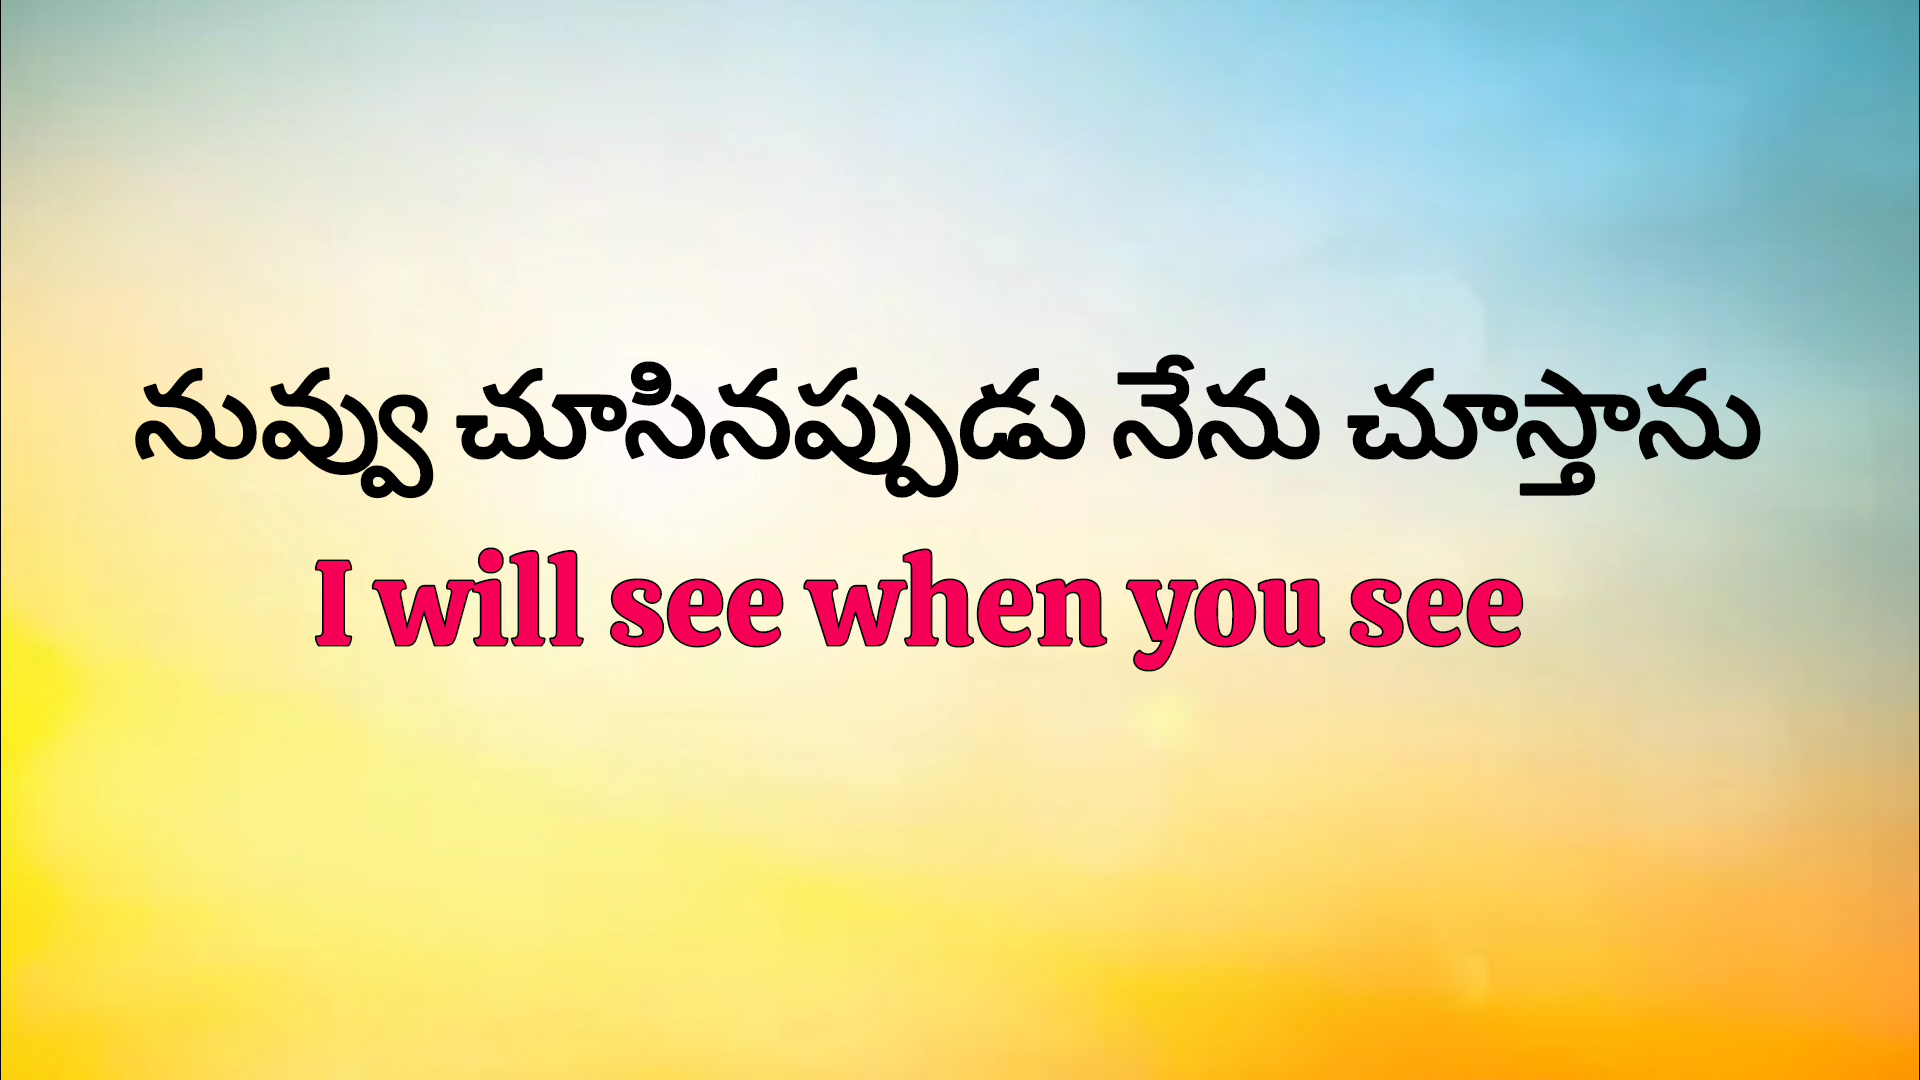 నువ్వు చూసినప్పుడు నేను చూస్తాను
I will see when you see